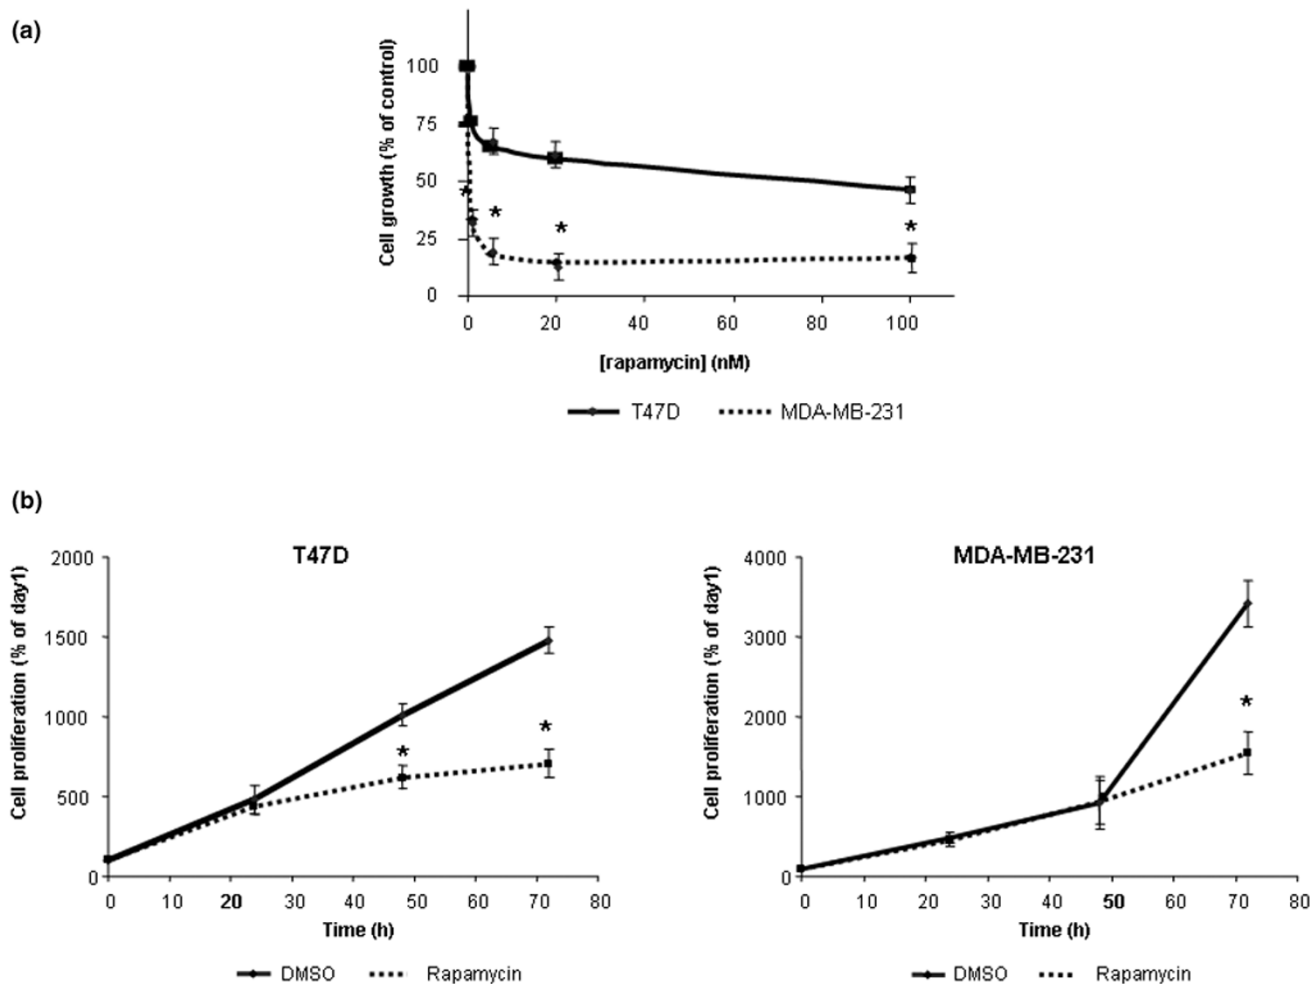 (a)
Cell growth (% of control)
100
75
50
25
0
0 20 40 60 80 100
[rapamycin] (nM)
T47D MDA-MB-231
(b)
T47D
Cell proliferation (% of day1)
2000
1500
1000
500
0
0 10 20 30 40 50 60 70 80
Time (h)
DMSO Rapamycin
MDA-MB-231
Cell proliferation (% of day1)
4000
3000
2000
1000
0
0 10 20 30 40 50 60 70 80
Time (h)
DMSO Rapamycin